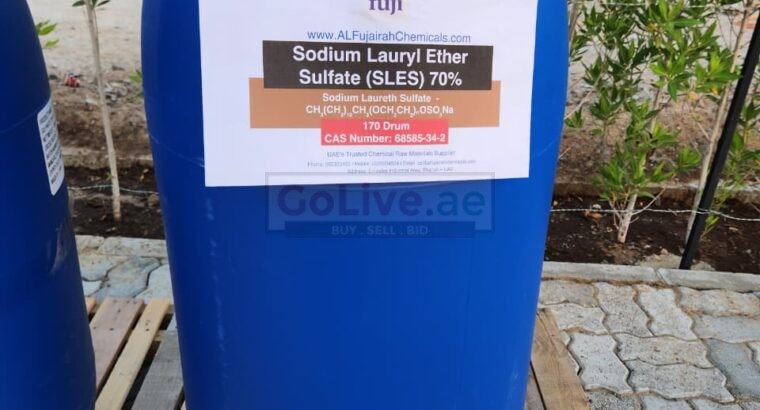 fuji
www.ALFujairahChemicals.com
Sodium Lauryl Ether
Sulfate (SLES) 70%
Sodium Laureth Sulfate -
CH₃(CH₂)₁₀CH₂(OCH₂CH₂)ₙOSO₃Na
170 Drum
CAS Number: 68585-34-2
UAE's Trusted Chemical Raw Materials Supplier
GoLive.ae
BUY . SELL . BID